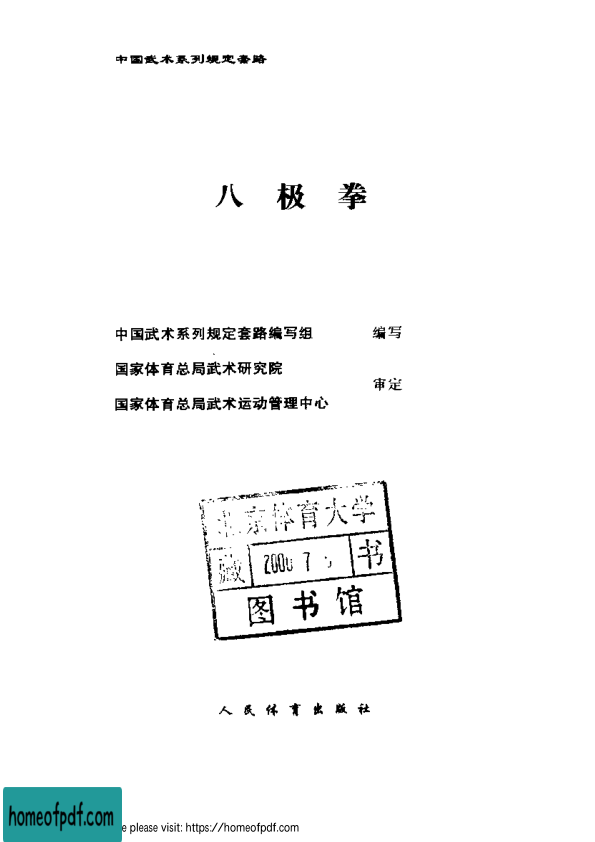 中国武术系列规定套路
八 极 拳
中国武术系列规定套路编写组 编写
国家体育总局武术研究院
审定
国家体育总局武术运动管理中心
北京体育大学
藏 书
图书馆
人民体育出版社
homeofpdf.com
please visit: https://homeofpdf.com